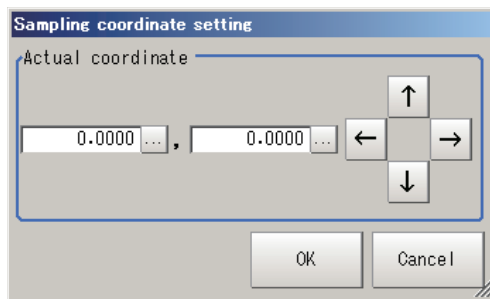 Sampling coordinate setting
Actual coordinate
↑
0.0000 ... , 0.0000 ... ← →
↓
OK Cancel